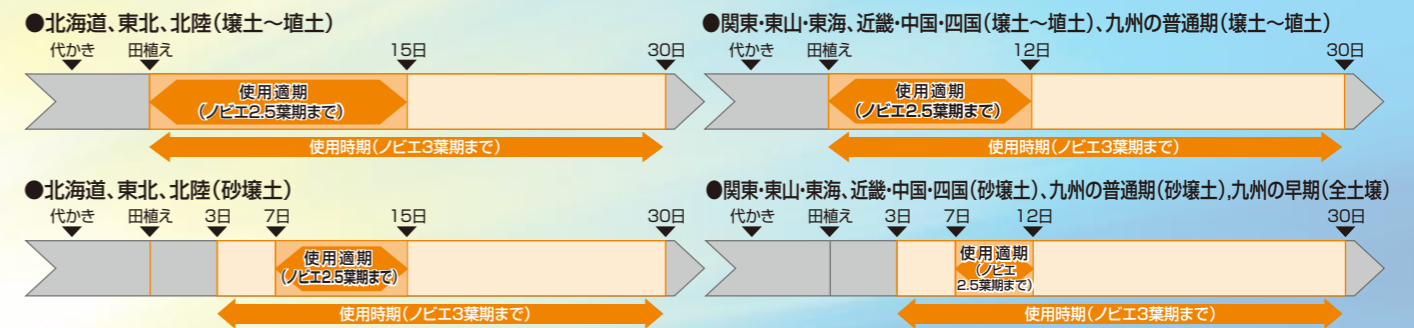 ●北海道、東北、北陸(壌土〜埴土)
代かき 田植え 15日 30日
使用適期
(ノビエ2.5葉期まで)
使用時期(ノビエ3葉期まで)
●関東・東山・東海、近畿・中国・四国(壌土〜埴土)、九州の普通期(壌土〜埴土)
代かき 田植え 12日 30日
使用適期
(ノビエ2.5葉期まで)
使用時期(ノビエ3葉期まで)
●北海道、東北、北陸(砂壌土)
代かき 田植え 3日 7日 15日 30日
使用適期
(ノビエ2.5葉期まで)
使用時期(ノビエ3葉期まで)
●関東・東山・東海、近畿・中国・四国(砂壌土)、九州の普通期(砂壌土),九州の早期(全土壌)
代かき 田植え 3日 7日 12日 30日
使用適期
(ノビエ
2.5葉期まで)
使用時期(ノビエ3葉期まで)